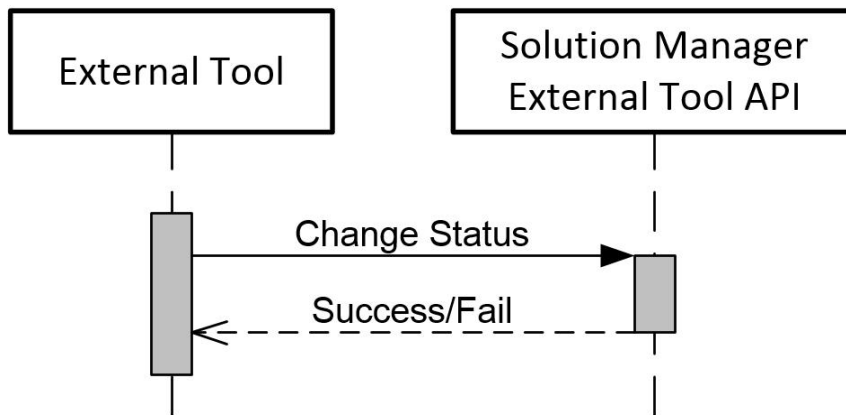 External Tool
Solution Manager
External Tool API
Change Status
Success/Fail